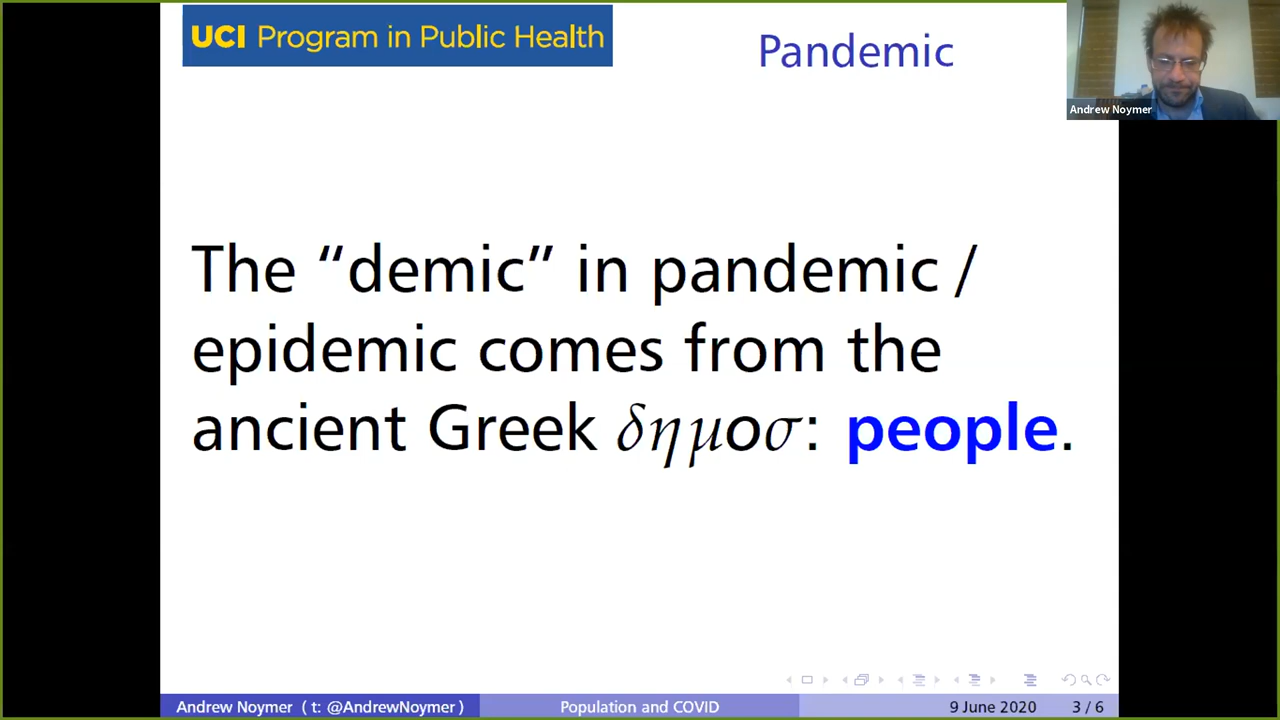 UCI Program in Public Health
Pandemic
Andrew Noymer
The “demic” in pandemic /
epidemic comes from the
ancient Greek δημοσ: people.
Andrew Noymer ( t: @AndrewNoymer )
Population and COVID
9 June 2020
3 / 6